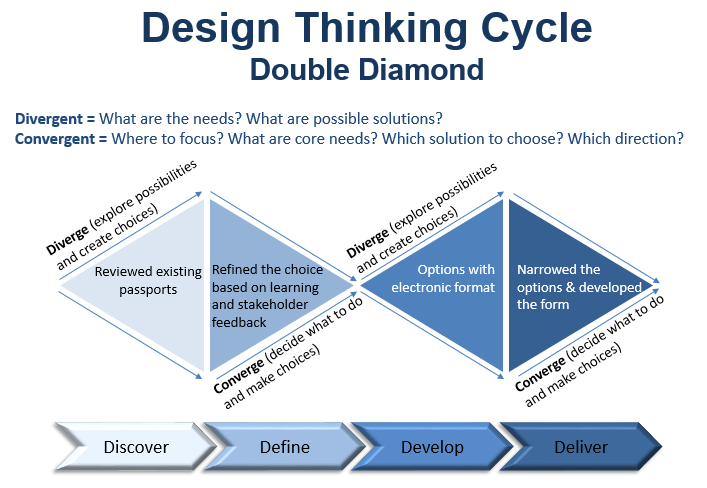 Design Thinking Cycle
Double Diamond
Divergent = What are the needs? What are possible solutions?
Convergent = Where to focus? What are core needs? Which solution to choose? Which direction?
Diverge (explore possibilities
and create choices)
Reviewed existing
passports
Refined the choice
based on learning
and stakeholder
feedback
Converge (decide what to do
and make choices)
Diverge (explore possibilities
and create choices)
Options with
electronic format
Narrowed the
options & developed
the form
Converge (decide what to do
and make choices)
Discover
Define
Develop
Deliver